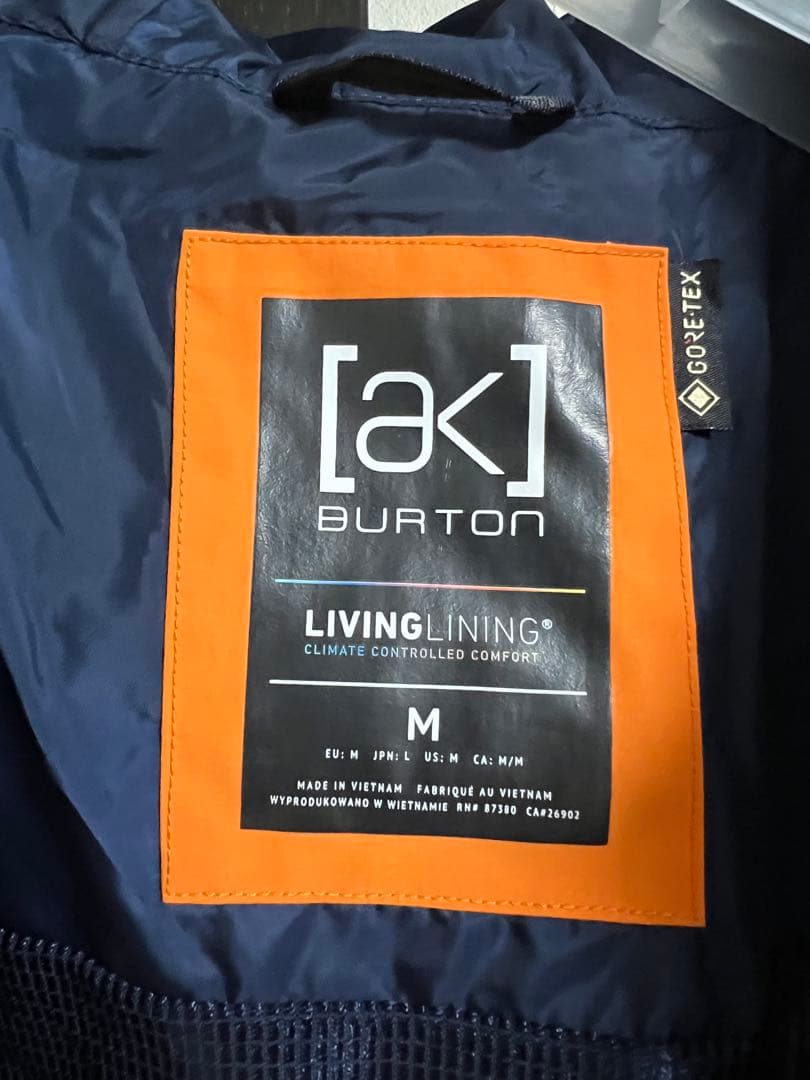 [ak]
BURTON
LIVINGLINING®
CLIMATE CONTROLLED COMFORT
M
EU: M JPN: L US: M CA: M/M
MADE IN VIETNAM FABRIQUÉ AU VIETNAM
WYPRODUKOWANO W WIETNAMIE RN# 87380 CA#26902
GORE-TEX